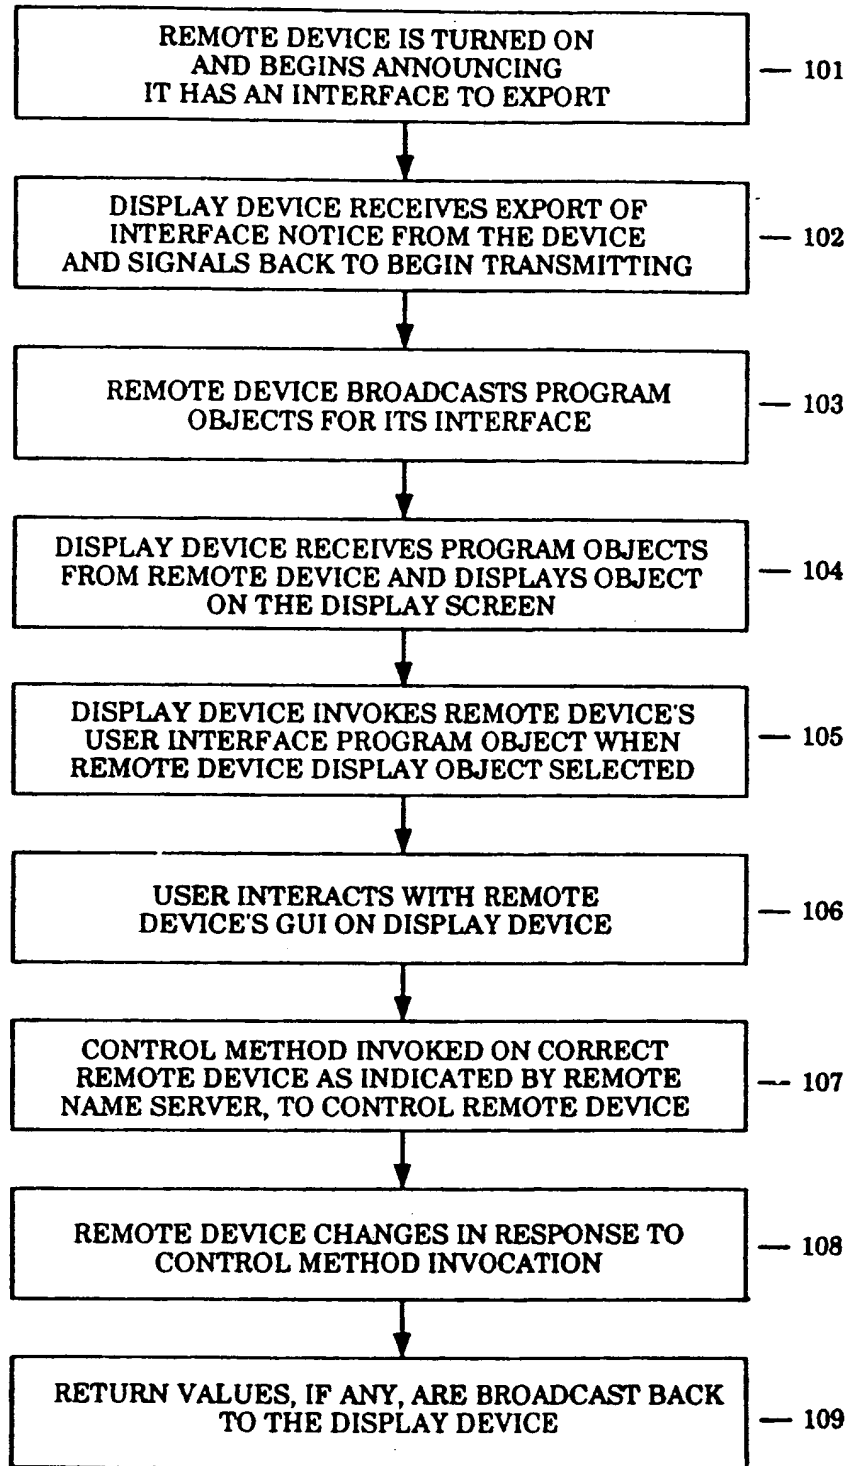 REMOTE DEVICE IS TURNED ON
AND BEGINS ANNOUNCING
IT HAS AN INTERFACE TO EXPORT
101
DISPLAY DEVICE RECEIVES EXPORT OF
INTERFACE NOTICE FROM THE DEVICE
AND SIGNALS BACK TO BEGIN TRANSMITTING
102
REMOTE DEVICE BROADCASTS PROGRAM
OBJECTS FOR ITS INTERFACE
103
DISPLAY DEVICE RECEIVES PROGRAM OBJECTS
FROM REMOTE DEVICE AND DISPLAYS OBJECT
ON THE DISPLAY SCREEN
104
DISPLAY DEVICE INVOKES REMOTE DEVICE'S
USER INTERFACE PROGRAM OBJECT WHEN
REMOTE DEVICE DISPLAY OBJECT SELECTED
105
USER INTERACTS WITH REMOTE
DEVICE'S GUI ON DISPLAY DEVICE
106
CONTROL METHOD INVOKED ON CORRECT
REMOTE DEVICE AS INDICATED BY REMOTE
NAME SERVER, TO CONTROL REMOTE DEVICE
107
REMOTE DEVICE CHANGES IN RESPONSE TO
CONTROL METHOD INVOCATION
108
RETURN VALUES, IF ANY, ARE BROADCAST BACK
TO THE DISPLAY DEVICE
109